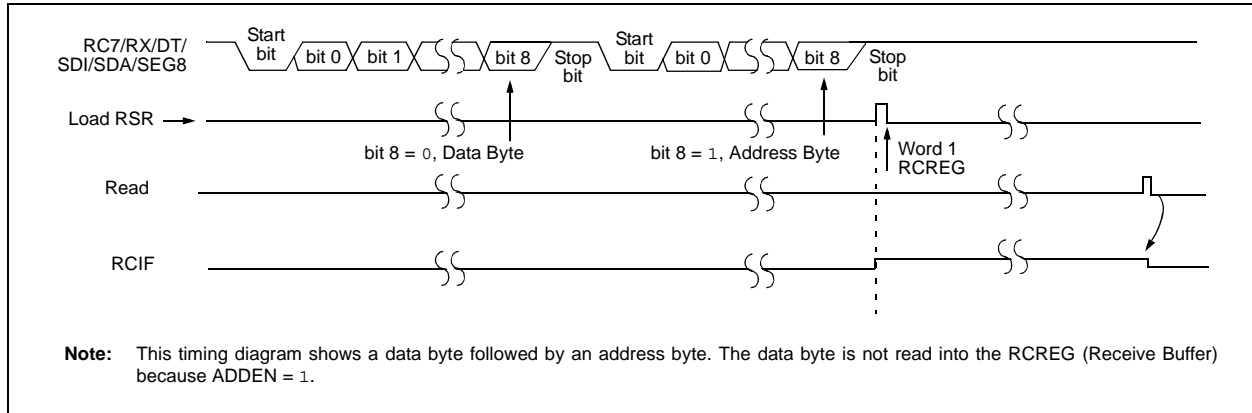 RC7/RX/DT/
SDI/SDA/SEG8
Start
bit
bit 0
bit 1
bit 8
Stop
bit
Start
bit
bit 0
bit 8
Stop
bit
Load RSR
bit 8 = 0, Data Byte
bit 8 = 1, Address Byte
Word 1
RCREG
Read
RCIF
Note: This timing diagram shows a data byte followed by an address byte. The data byte is not read into the RCREG (Receive Buffer)
because ADDEN = 1.